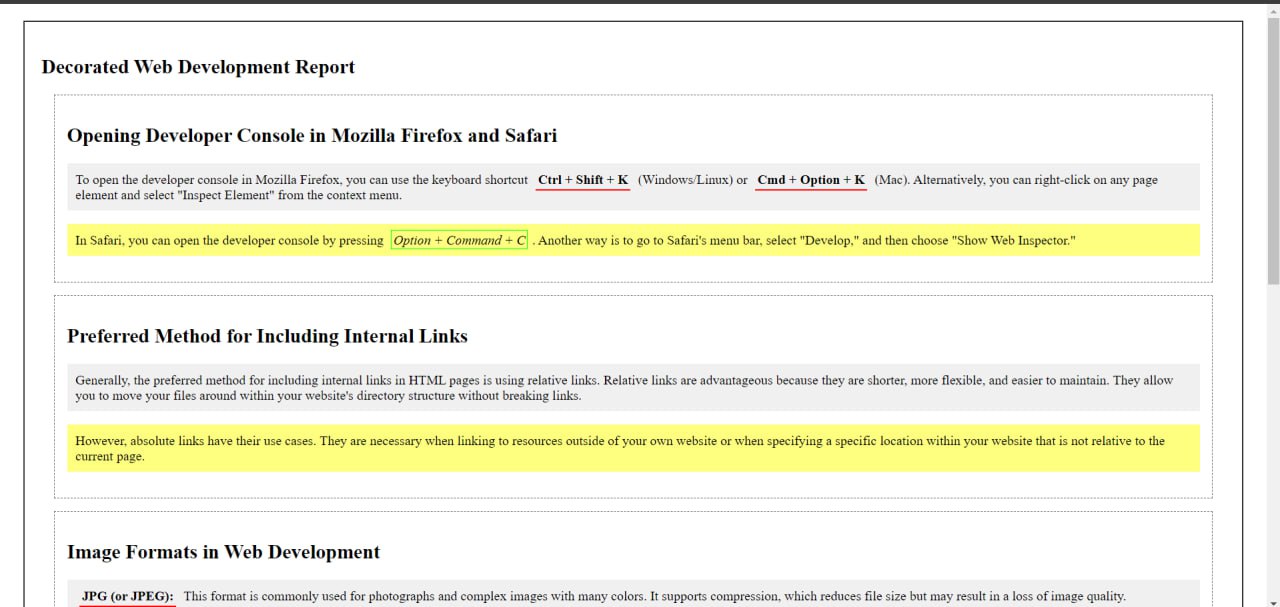 Decorated Web Development Report
Opening Developer Console in Mozilla Firefox and Safari
To open the developer console in Mozilla Firefox, you can use the keyboard shortcut Ctrl + Shift + K (Windows/Linux) or Cmd + Option + K (Mac). Alternatively, you can right-click on any page
element and select "Inspect Element" from the context menu.
In Safari, you can open the developer console by pressing Option + Command + C . Another way is to go to Safari's menu bar, select "Develop," and then choose "Show Web Inspector."
Preferred Method for Including Internal Links
Generally, the preferred method for including internal links in HTML pages is using relative links. Relative links are advantageous because they are shorter, more flexible, and easier to maintain. They allow
you to move your files around within your website's directory structure without breaking links.
However, absolute links have their use cases. They are necessary when linking to resources outside of your own website or when specifying a specific location within your website that is not relative to the
current page.
Image Formats in Web Development
JPG (or JPEG): This format is commonly used for photographs and complex images with many colors. It supports compression, which reduces file size but may result in a loss of image quality.